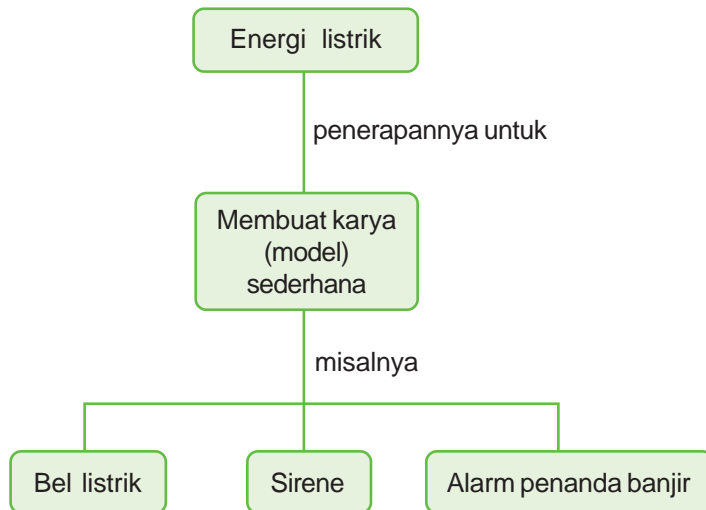 Energi listrik
penerapannya untuk
Membuat karya
(model)
sederhana
misalnya
Bel listrik
Sirene
Alarm penanda banjir